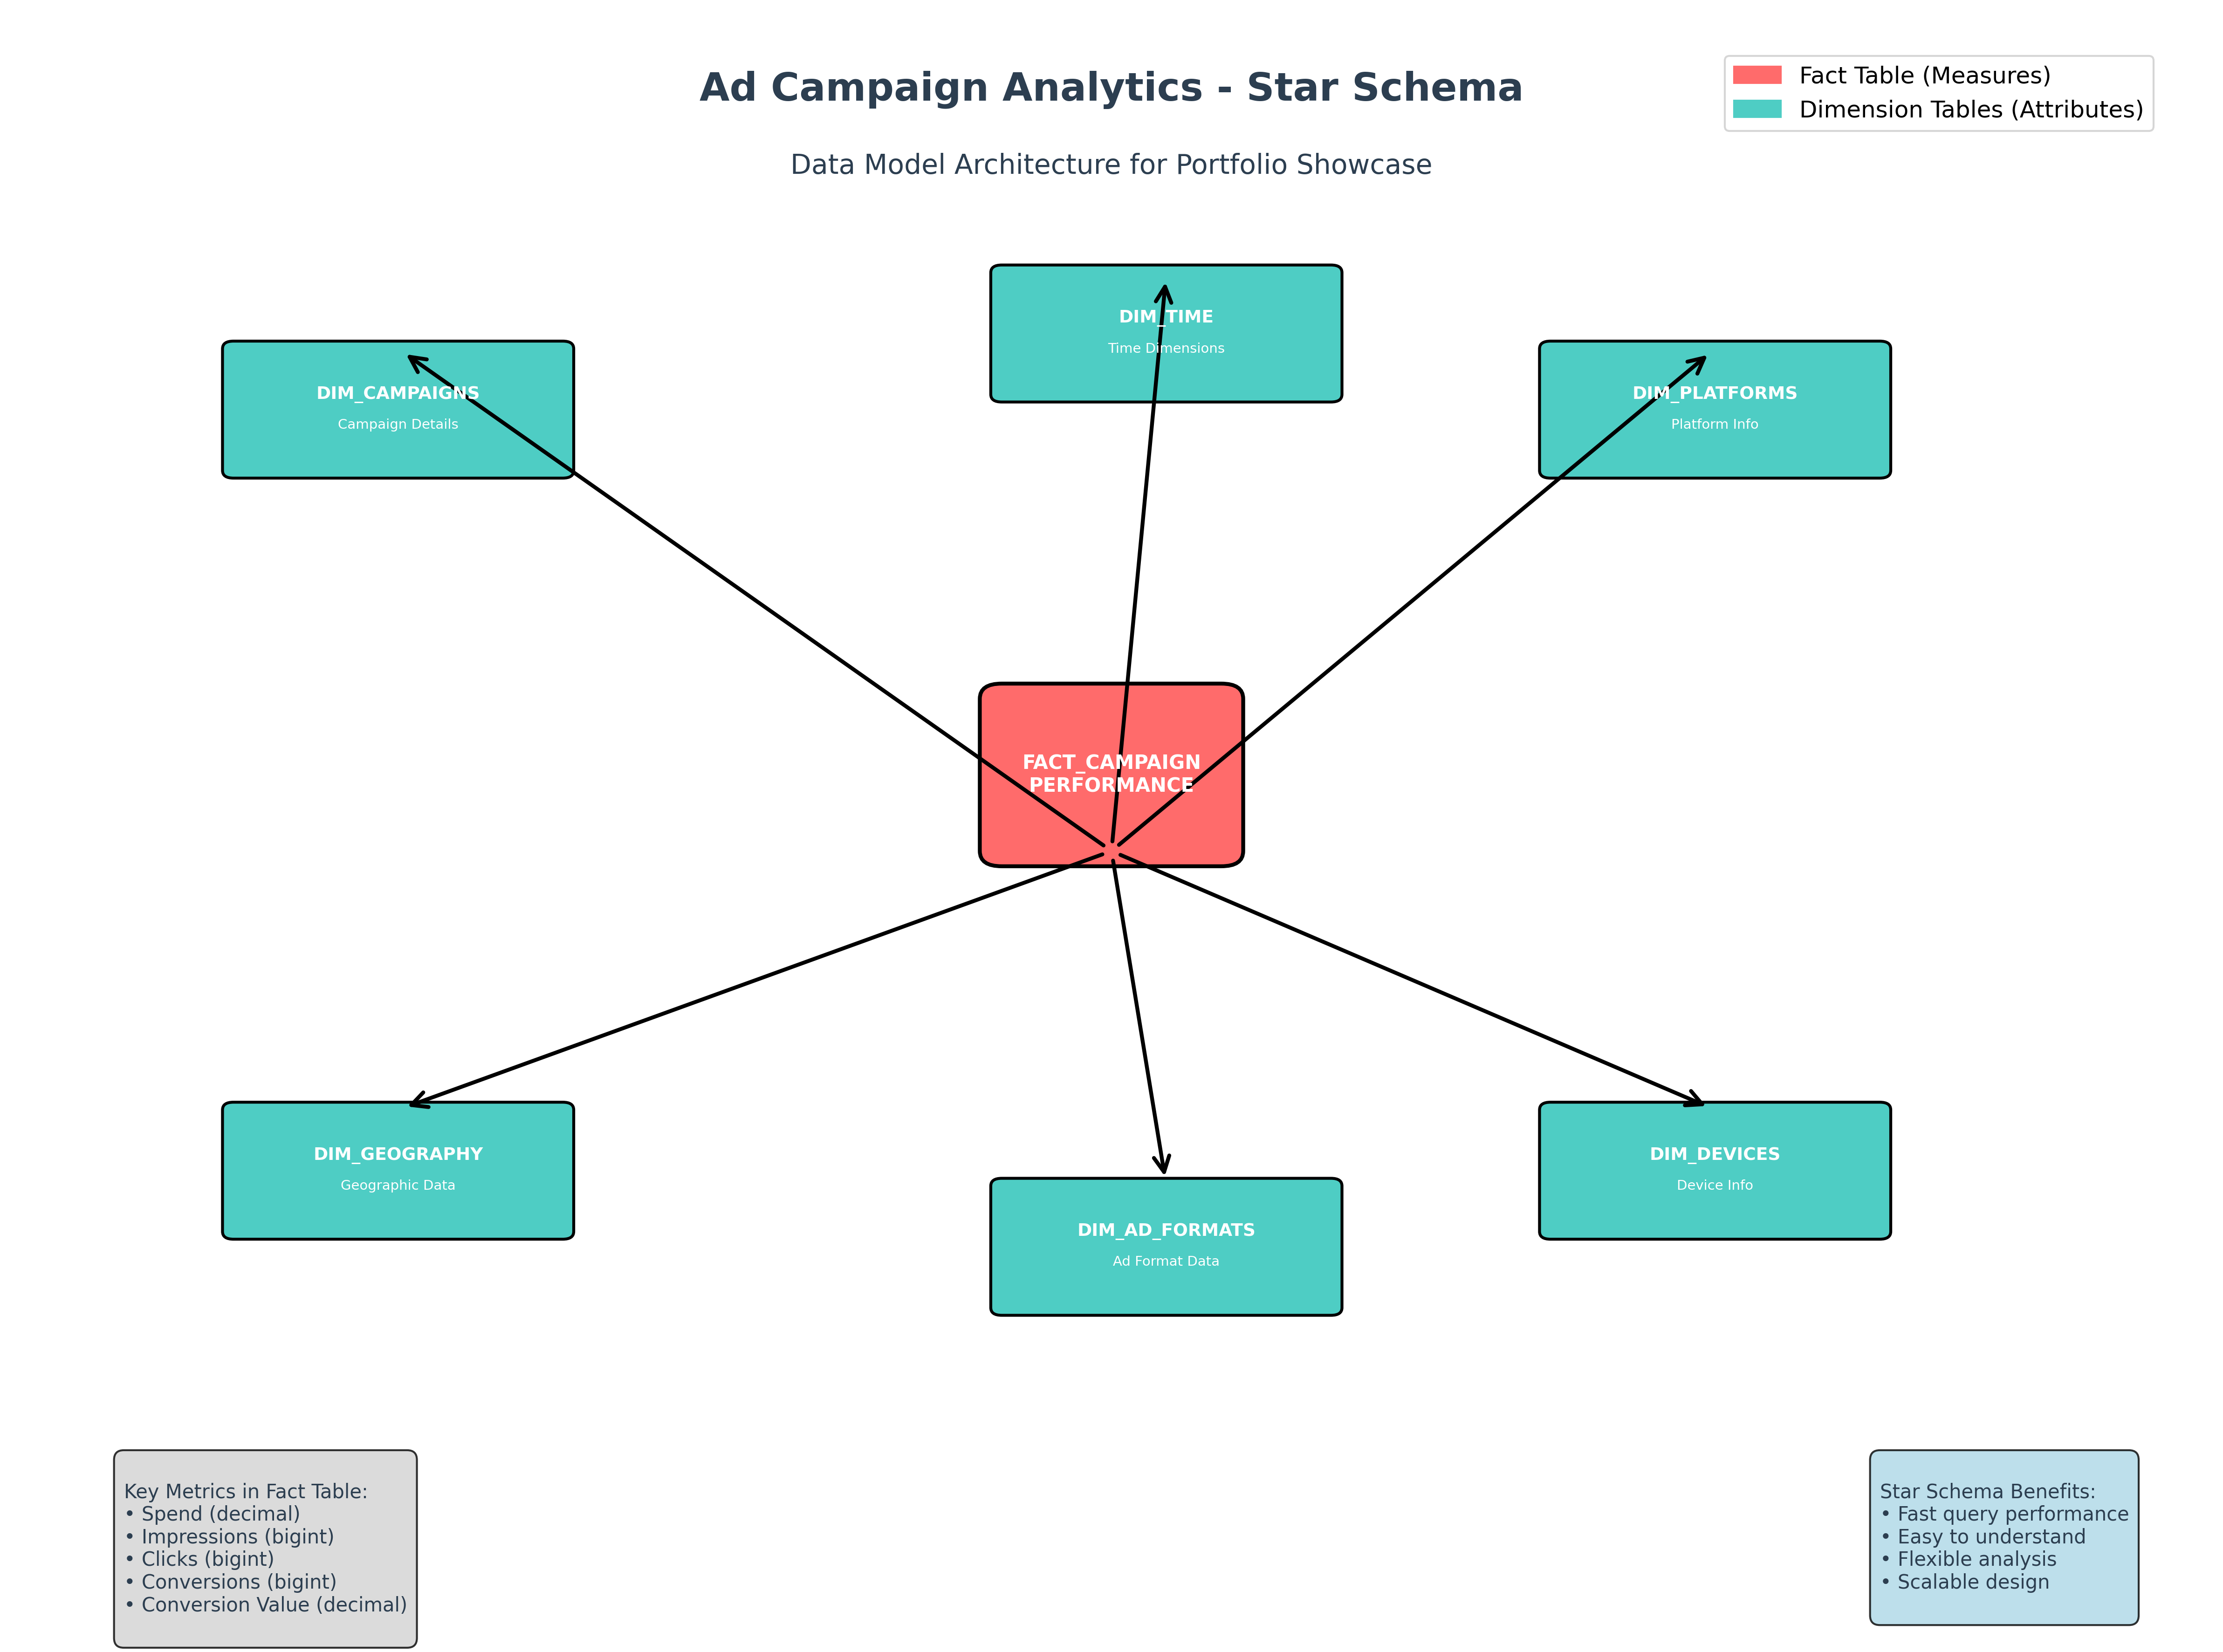 Ad Campaign Analytics - Star Schema
Fact Table (Measures)
Dimension Tables (Attributes)
Data Model Architecture for Portfolio Showcase
DIM_TIME
Time Dimensions
DIM_CAMPAIGNS
Campaign Details
DIM_PLATFORMS
Platform Info
FACT_CAMPAIGN
PERFORMANCE
DIM_GEOGRAPHY
Geographic Data
DIM_DEVICES
Device Info
DIM_AD_FORMATS
Ad Format Data
Key Metrics in Fact Table:
• Spend (decimal)
• Impressions (bigint)
• Clicks (bigint)
• Conversions (bigint)
• Conversion Value (decimal)
Star Schema Benefits:
• Fast query performance
• Easy to understand
• Flexible analysis
• Scalable design